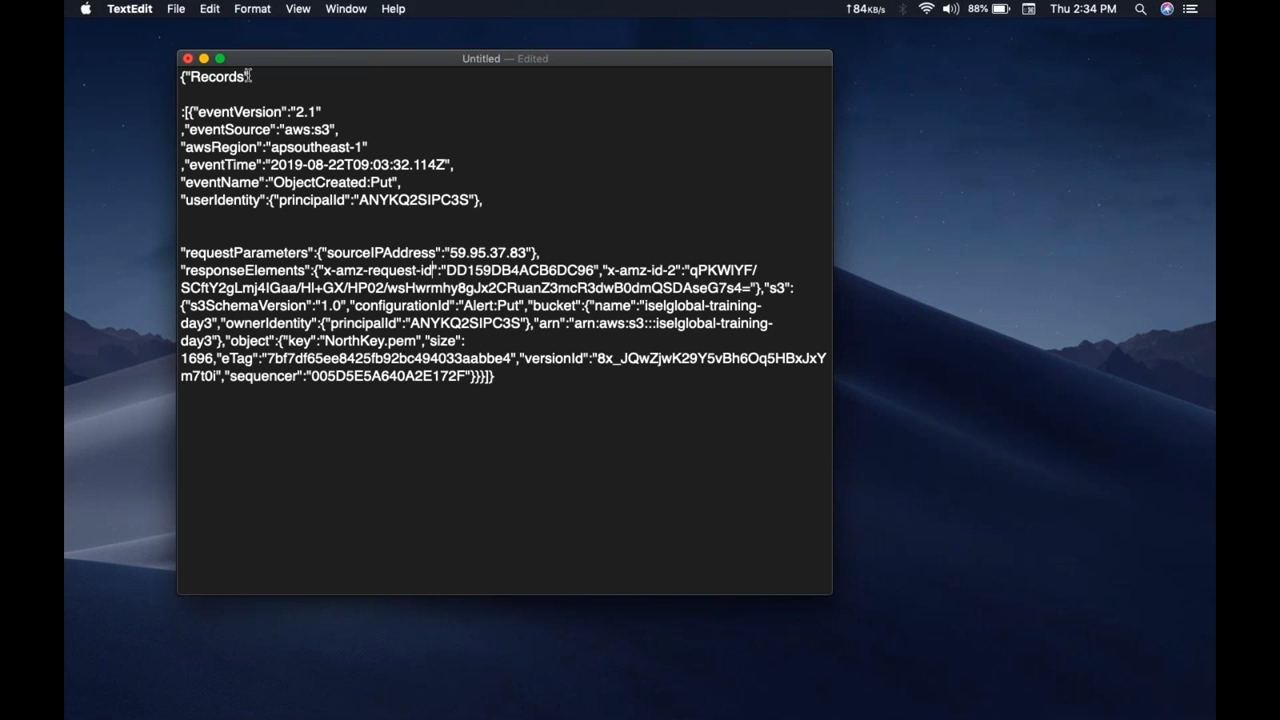 TextEdit File Edit Format View Window Help
↑84KB/s 88% Thu 2:34 PM
Untitled — Edited
{"Records"
:[{"eventVersion":"2.1"
,"eventSource":"aws:s3",
"awsRegion":"apsoutheast-1"
,"eventTime":"2019-08-22T09:03:32.114Z",
"eventName":"ObjectCreated:Put",
"userIdentity":{"principalId":"ANYKQ2SIPC3S"},
"requestParameters":{"sourceIPAddress":"59.95.37.83"},
"responseElements":{"x-amz-request-id":"DD159DB4ACB6DC96","x-amz-id-2":"qPKWlYF/
SCftY2gLmj4IGaa/Hl+GX/HP02/wsHwrmhy8gJx2CRuanZ3mcR3dwB0dmQSDAseG7s4="},"s3":
{"s3SchemaVersion":"1.0","configurationId":"Alert:Put","bucket":{"name":"iselglobal-training-
day3","ownerIdentity":{"principalId":"ANYKQ2SIPC3S"},"arn":"arn:aws:s3:::iselglobal-training-
day3"},"object":{"key":"NorthKey.pem","size":
1696,"eTag":"7bf7df65ee8425fb92bc494033aabbe4","versionId":"8x_JQwZjwK29Y5vBh6Oq5HBxJxY
m7t0i","sequencer":"005D5E5A640A2E172F"}}}]}